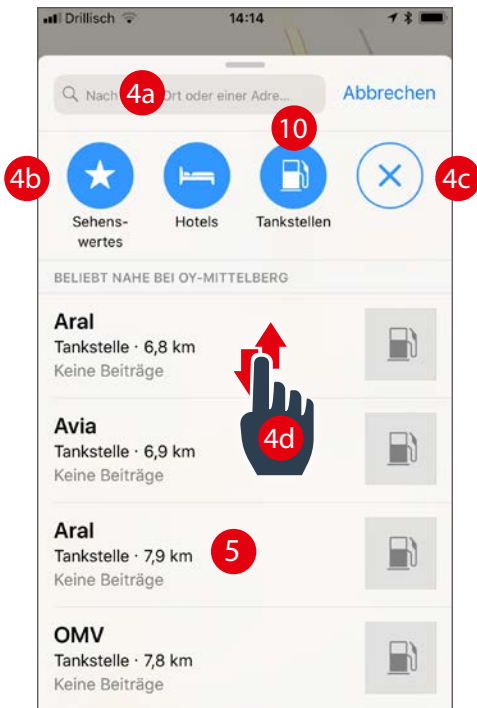 Drillisch 14:14
4a
Nach Ort oder einer Adre... Abbrechen
10
4b 4c
Sehens-
wertes
Hotels
Tankstellen
BELIEBT NAHE BEI OY-MITTELBERG
Aral
Tankstelle · 6,8 km
Keine Beiträge
4d
Avia
Tankstelle · 6,9 km
Keine Beiträge
Aral
Tankstelle · 7,9 km
5
Keine Beiträge
OMV
Tankstelle · 7,8 km
Keine Beiträge